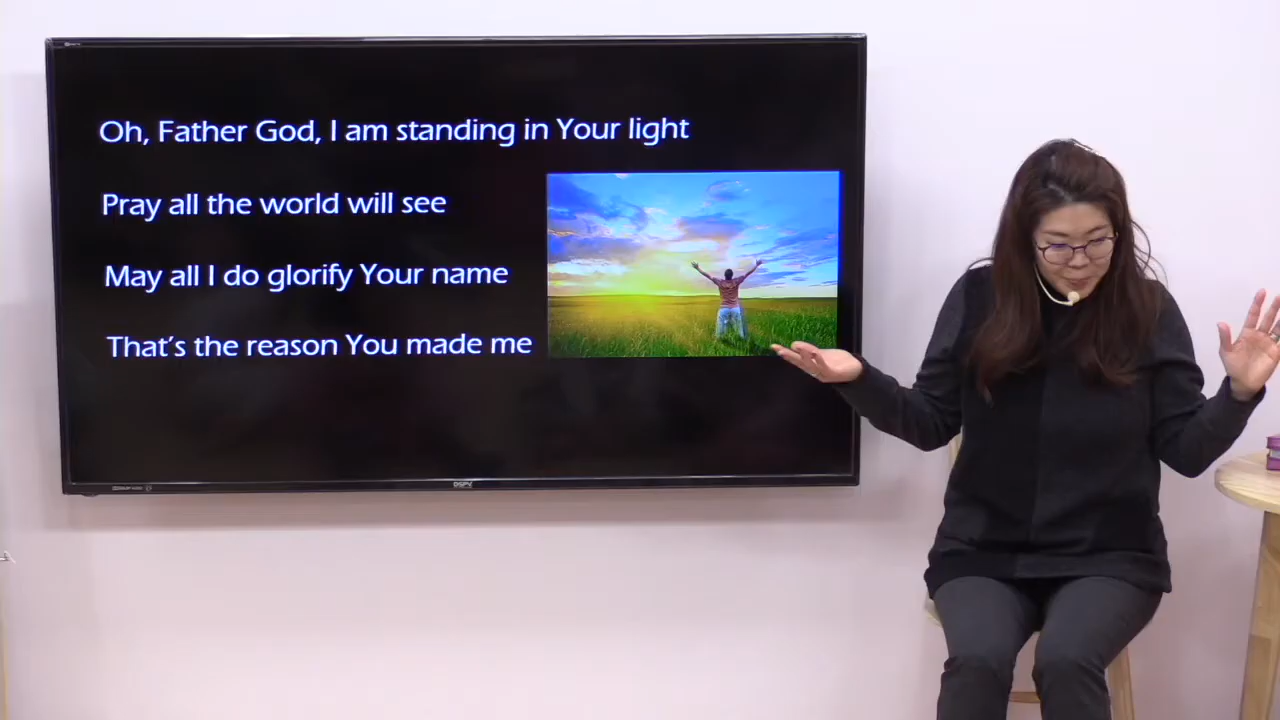 Oh, Father God, I am standing in Your light
Pray all the world will see
May all I do glorify Your name
That's the reason You made me